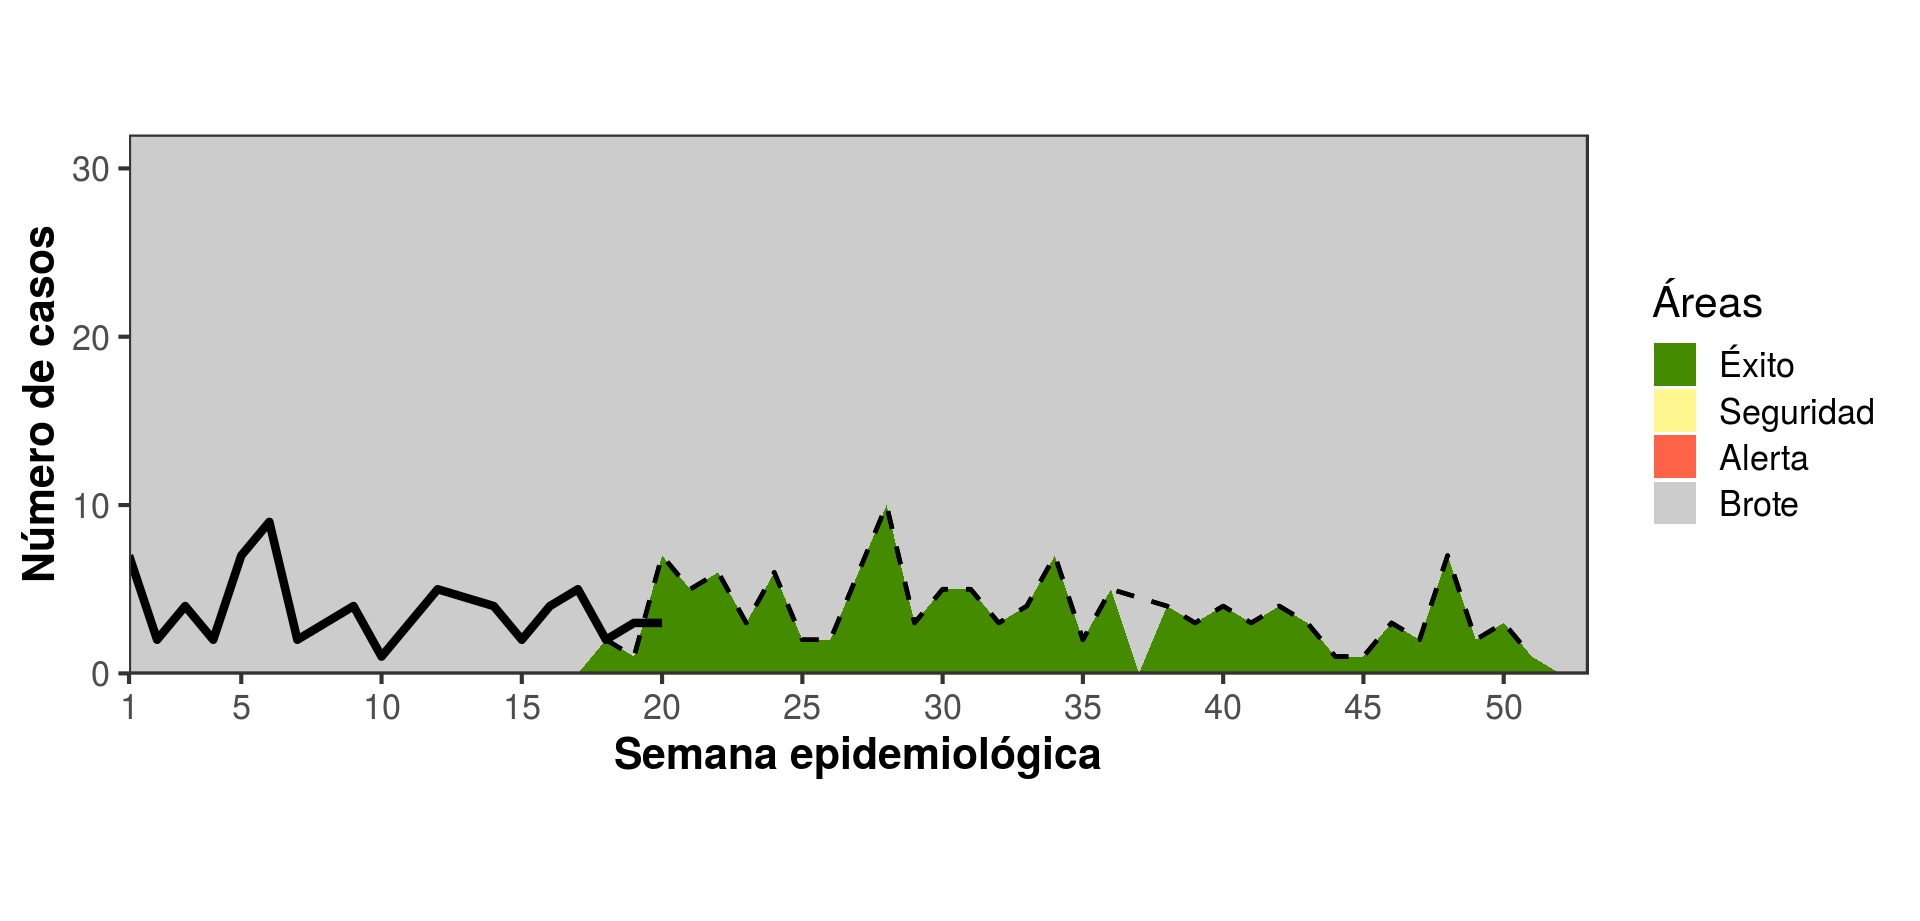 Número de casos
30
20
10
0
1 5 10 15 20 25 30 35 40 45 50
Semana epidemiológica
Áreas
Éxito
Seguridad
Alerta
Brote